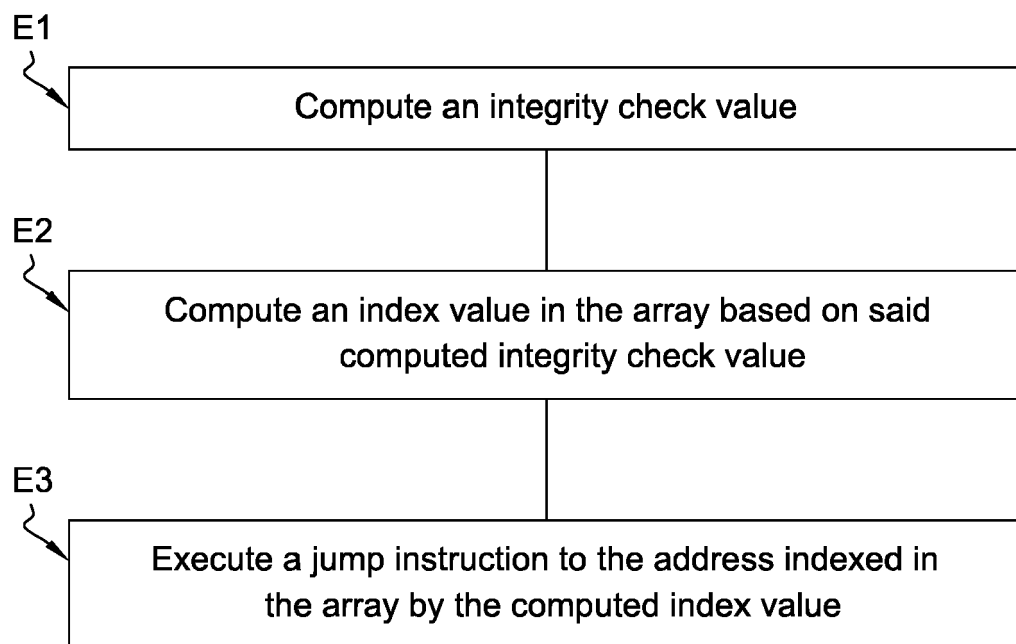 E1
Compute an integrity check value
E2
Compute an index value in the array based on said
computed integrity check value
E3
Execute a jump instruction to the address indexed in
the array by the computed index value